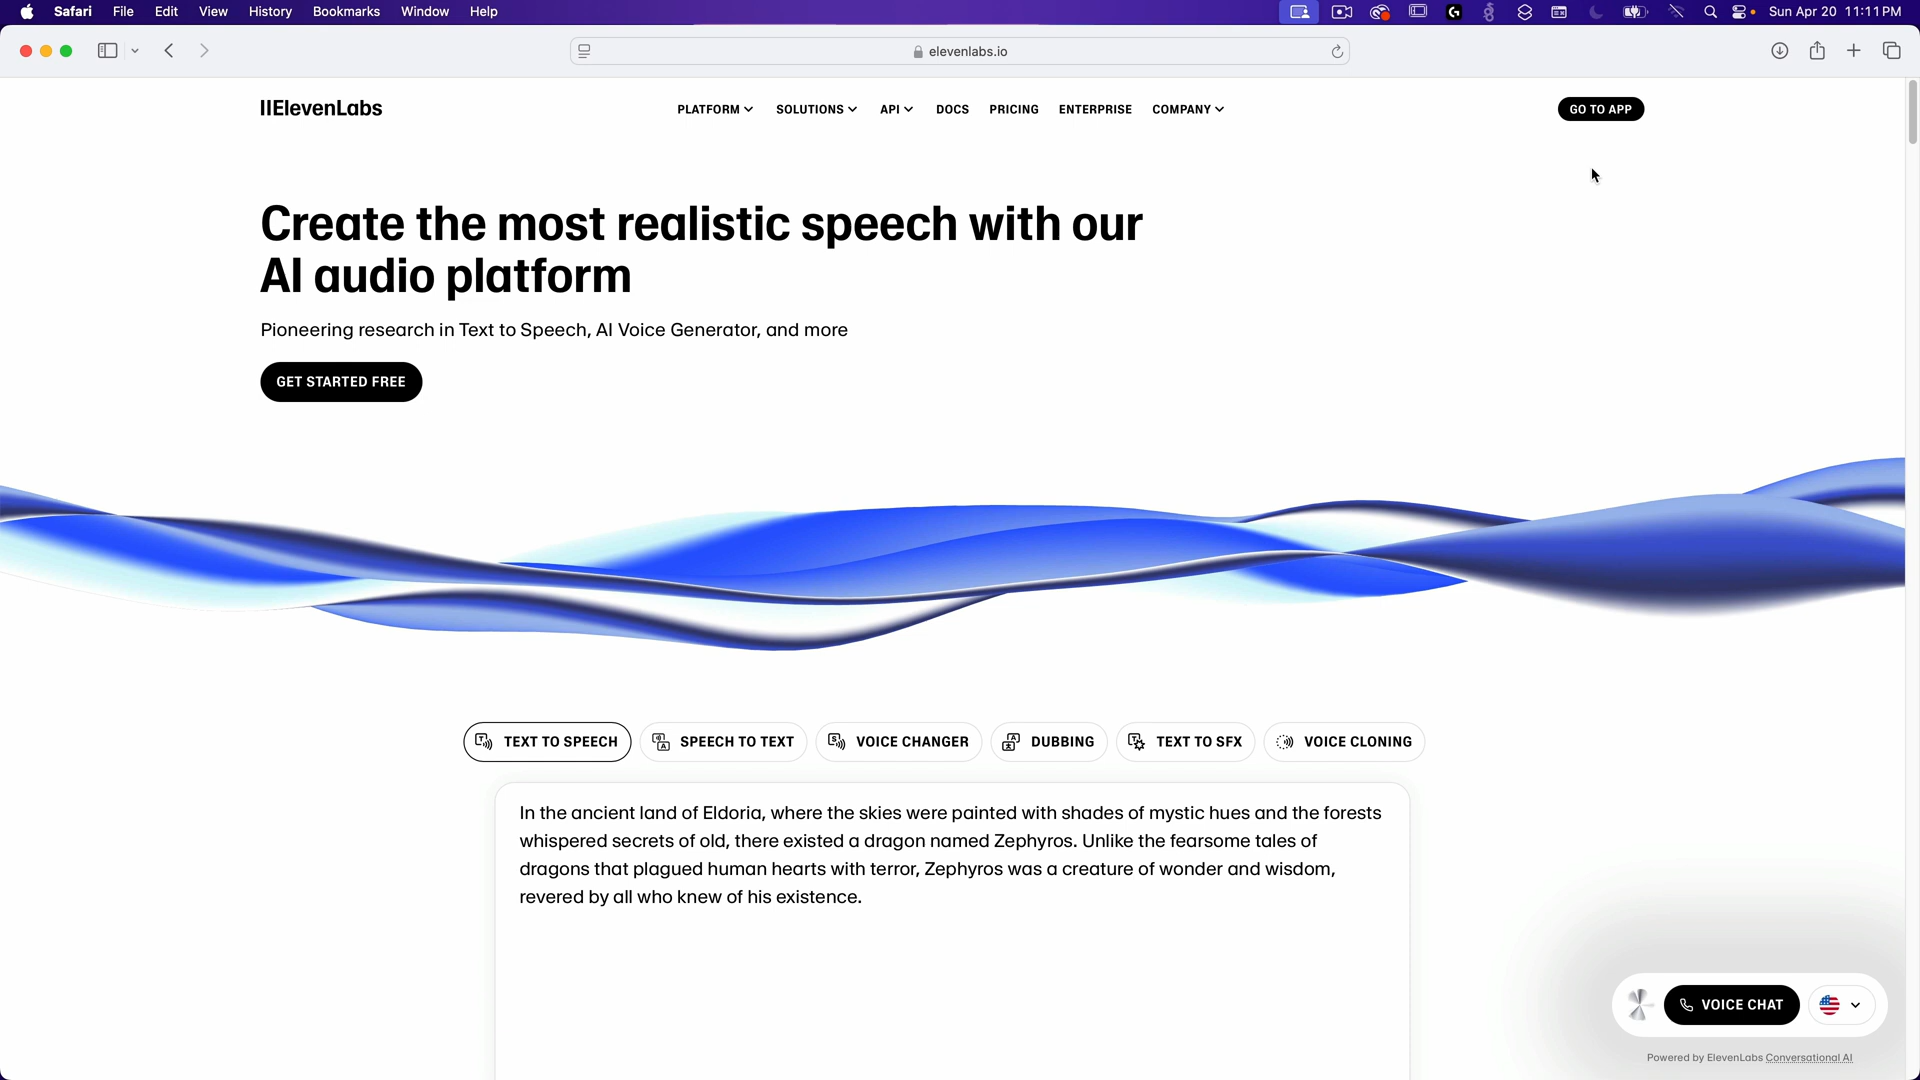 Safari File Edit View History Bookmarks Window Help Sun Apr 20 11:11 PM
elevenlabs.io
IIElevenLabs PLATFORM SOLUTIONS API DOCS PRICING ENTERPRISE COMPANY GO TO APP
Create the most realistic speech with our
AI audio platform
Pioneering research in Text to Speech, AI Voice Generator, and more
GET STARTED FREE
TEXT TO SPEECH SPEECH TO TEXT VOICE CHANGER DUBBING TEXT TO SFX VOICE CLONING
In the ancient land of Eldoria, where the skies were painted with shades of mystic hues and the forests
whispered secrets of old, there existed a dragon named Zephyros. Unlike the fearsome tales of
dragons that plagued human hearts with terror, Zephyros was a creature of wonder and wisdom,
revered by all who knew of his existence.
VOICE CHAT
Powered by ElevenLabs Conversational AI